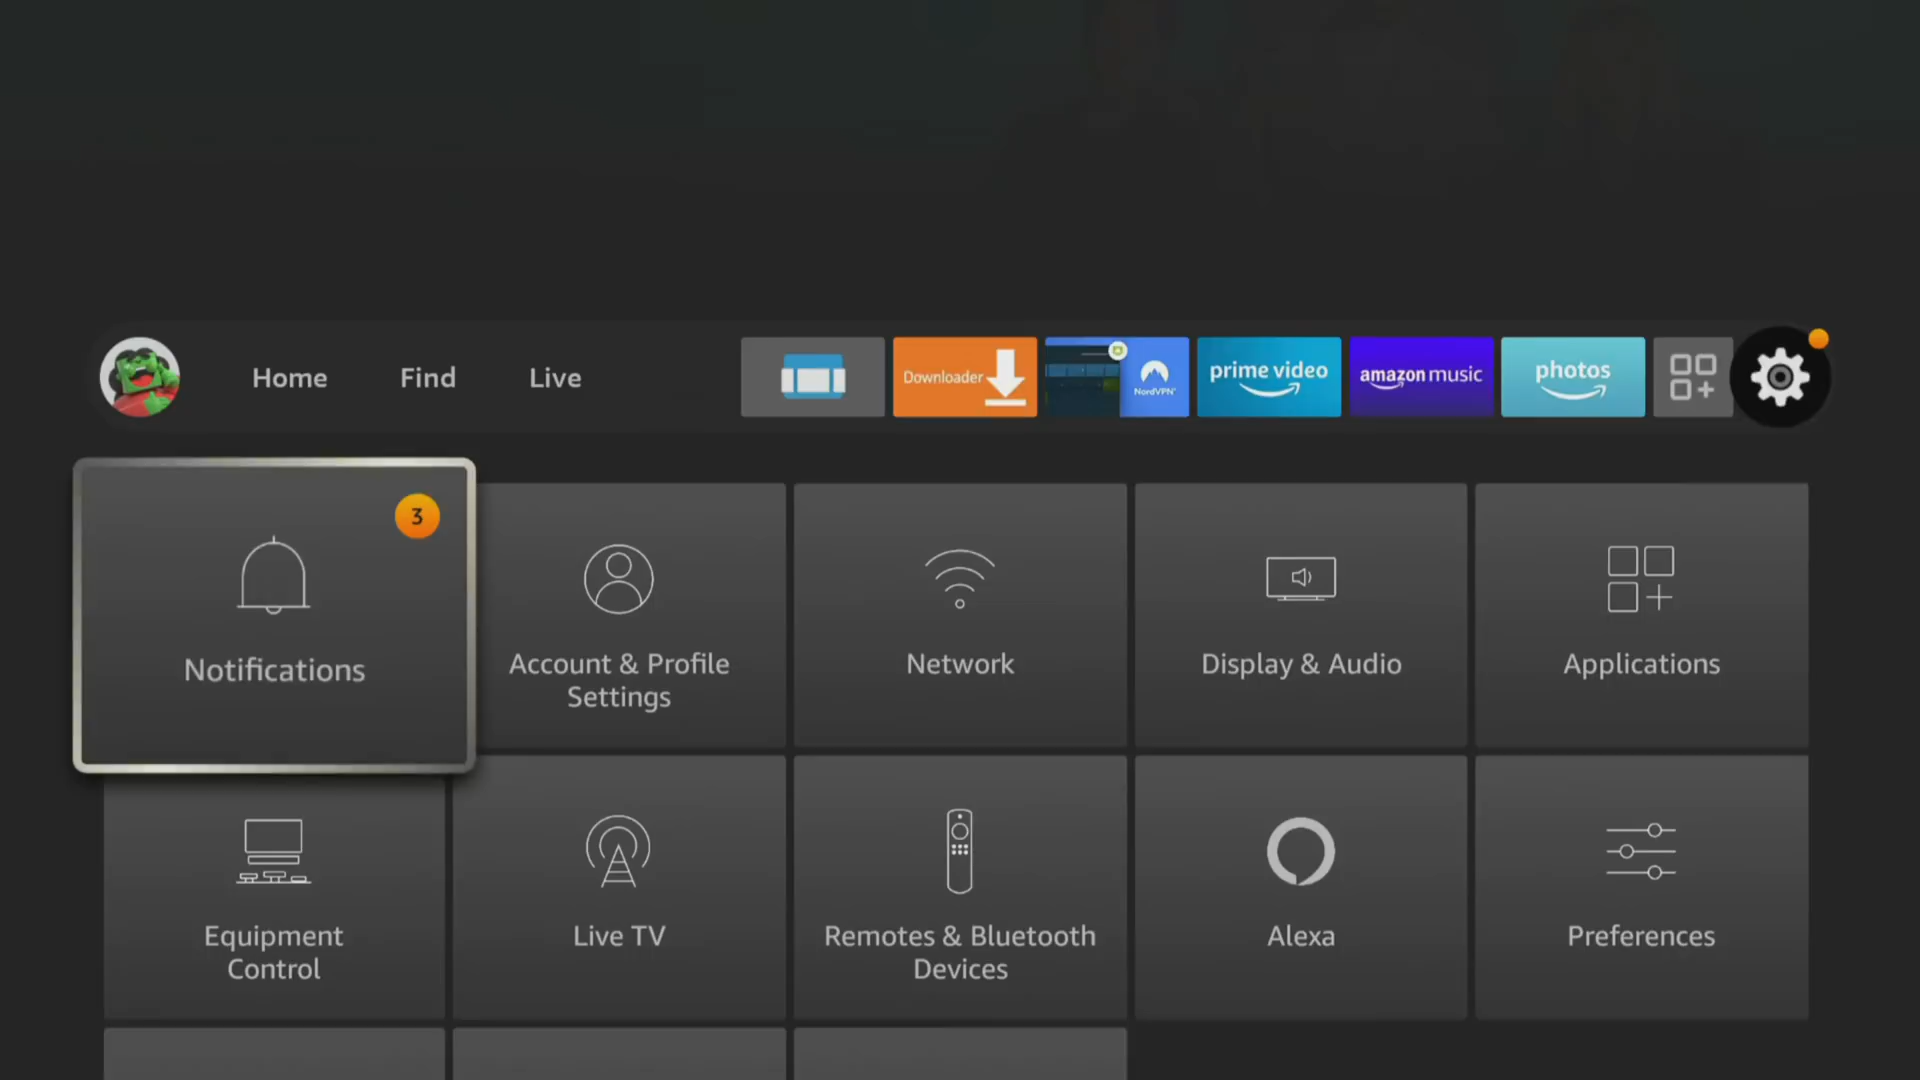 Home
Find
Live
Downloader
NordVPN
prime video
amazon music
photos
3
Notifications
Account & Profile
Settings
Network
Display & Audio
Applications
Equipment
Control
Live TV
Remotes & Bluetooth
Devices
Alexa
Preferences